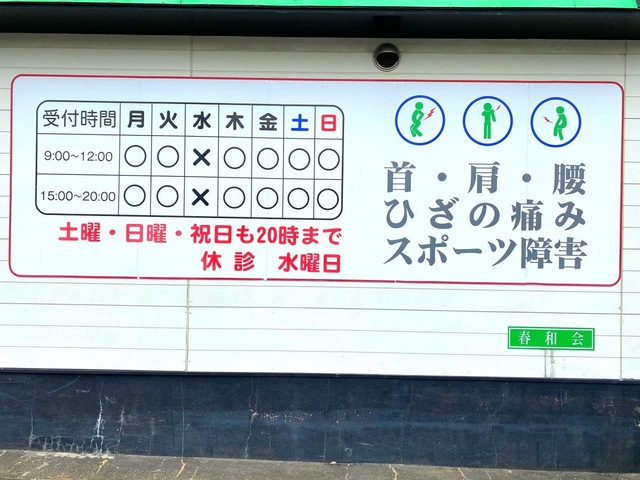 受付時間 月 火 水 木 金 土 日
9:00~12:00 ○ ○ × ○ ○ ○ ○
15:00~20:00 ○ ○ × ○ ○ ○ ○
土曜・日曜・祝日も20時まで
休診 水曜日
首・肩・腰
ひざの痛み
スポーツ障害
春和会